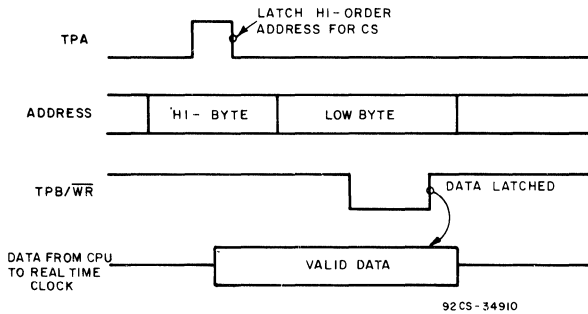 LATCH HI-ORDER
ADDRESS FOR CS
TPA
ADDRESS
HI- BYTE
LOW BYTE
TPB/W̅R̅
DATA LATCHED
DATA FROM CPU
TO REAL TIME
CLOCK
VALID DATA
92CS-34910